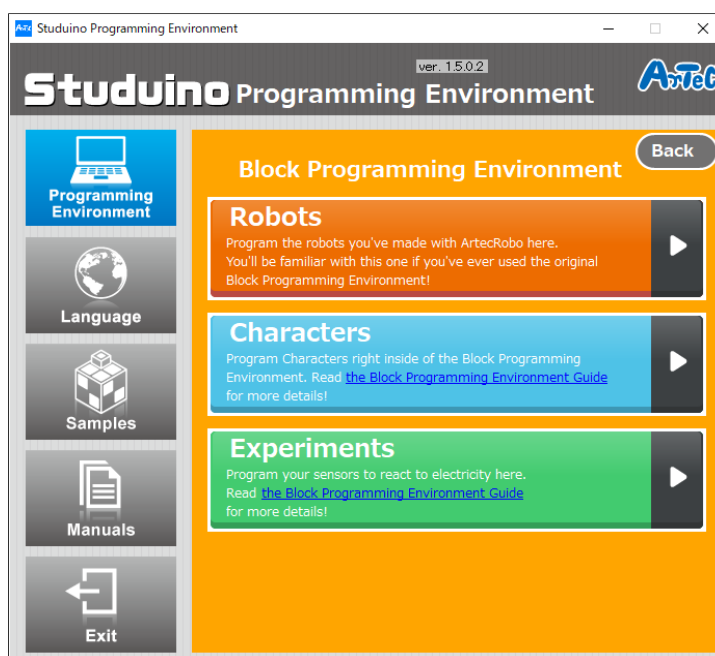 Studuino Programming Environment
ver. 1.5.0.2
Studuino Programming Environment
ArTeC
Programming
Environment
Language
Samples
Manuals
Exit
Back
Block Programming Environment
Robots
Program the robots you've made with ArtecRobo here.
You'll be familiar with this one if you've ever used the original
Block Programming Environment!
Characters
Program Characters right inside of the Block Programming
Environment. Read the Block Programming Environment Guide
for more details!
Experiments
Program your sensors to react to electricity here.
Read the Block Programming Environment Guide
for more details!